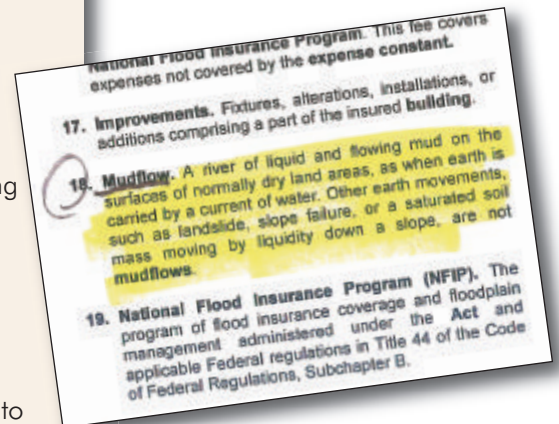 National Flood Insurance Program. This fee covers
expenses not covered by the expense constant.
17. Improvements. Fixtures, alterations, installations, or
additions comprising a part of the insured building.
18. Mudflow. A river of liquid and flowing mud on the
surfaces of normally dry land areas, as when earth is
carried by a current of water. Other earth movements,
such as landslide, slope failure, or a saturated soil
mass moving by liquidity down a slope, are not
mudflows.
19. National Flood Insurance Program (NFIP). The
program of flood insurance coverage and floodplain
management administered under the Act and
applicable Federal regulations in Title 44 of the Code
of Federal Regulations, Subchapter B.
to